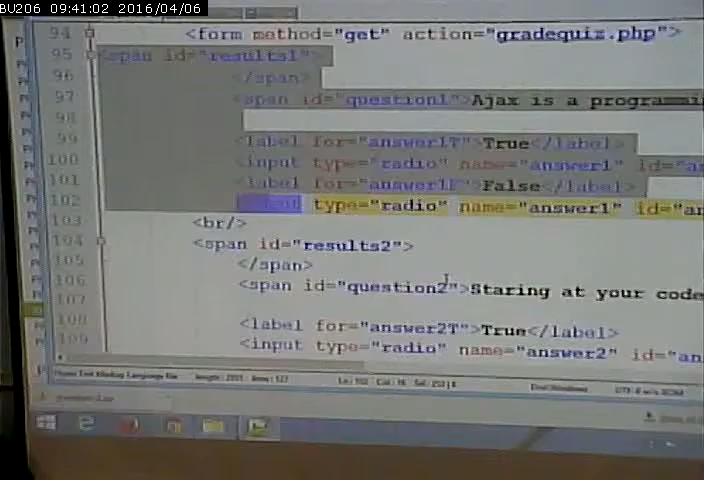 BU206 09:41:02 2016/04/06
94 <form method="get" action="gradequiz.php">
95 <span id="results1">
96 </span>
97 <span id="question1">Ajax is a programmi
98
99 <label for="answer1T">True</label>
100 <input type="radio" name="answer1" id="an
101 <label for="answer1F">False</label>
102 <input type="radio" name="answer1" id="an
103 <br/>
104 <span id="results2">
105 </span>
106 <span id="question2">Staring at your code
107
108 <label for="answer2T">True</label>
109 <input type="radio" name="answer2" id="an